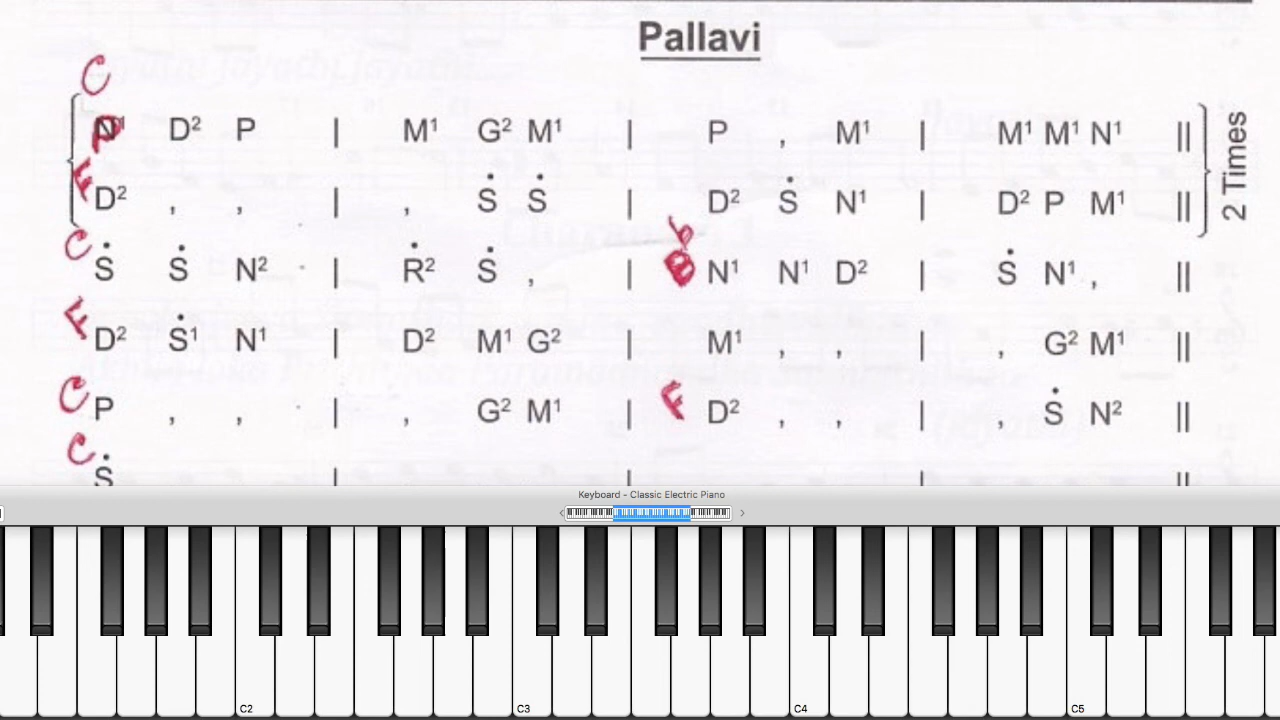 Pallavi
C
P D² P | M¹ G² M¹ | P , M¹ | M¹ M¹ N¹ || 2 Times
F D² , , | , Ṡ Ṡ | D² Ṡ N¹ | D² P M¹ ||
C Ṡ Ṡ N² | Ṙ² Ṡ , | b B N¹ N¹ D² | Ṡ N¹ , ||
F D² Ṡ¹ N¹ | D² M¹ G² | M¹ , , | , G² M¹ ||
C P , , | , G² M¹ | F D² , , | , Ṡ N² ||
C Ṡ ||
Keyboard - Classic Electric Piano
C2 C3 C4 C5